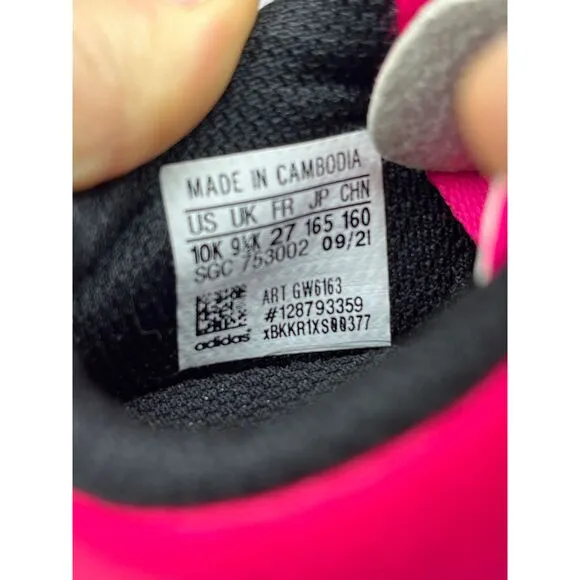 MADE IN CAMBODIA
US UK FR JP CHN
10K 9½K 27 165 160
SGC 753002 09/21
ART GW6163
#128793359
xBKKR1XS00377
adidas